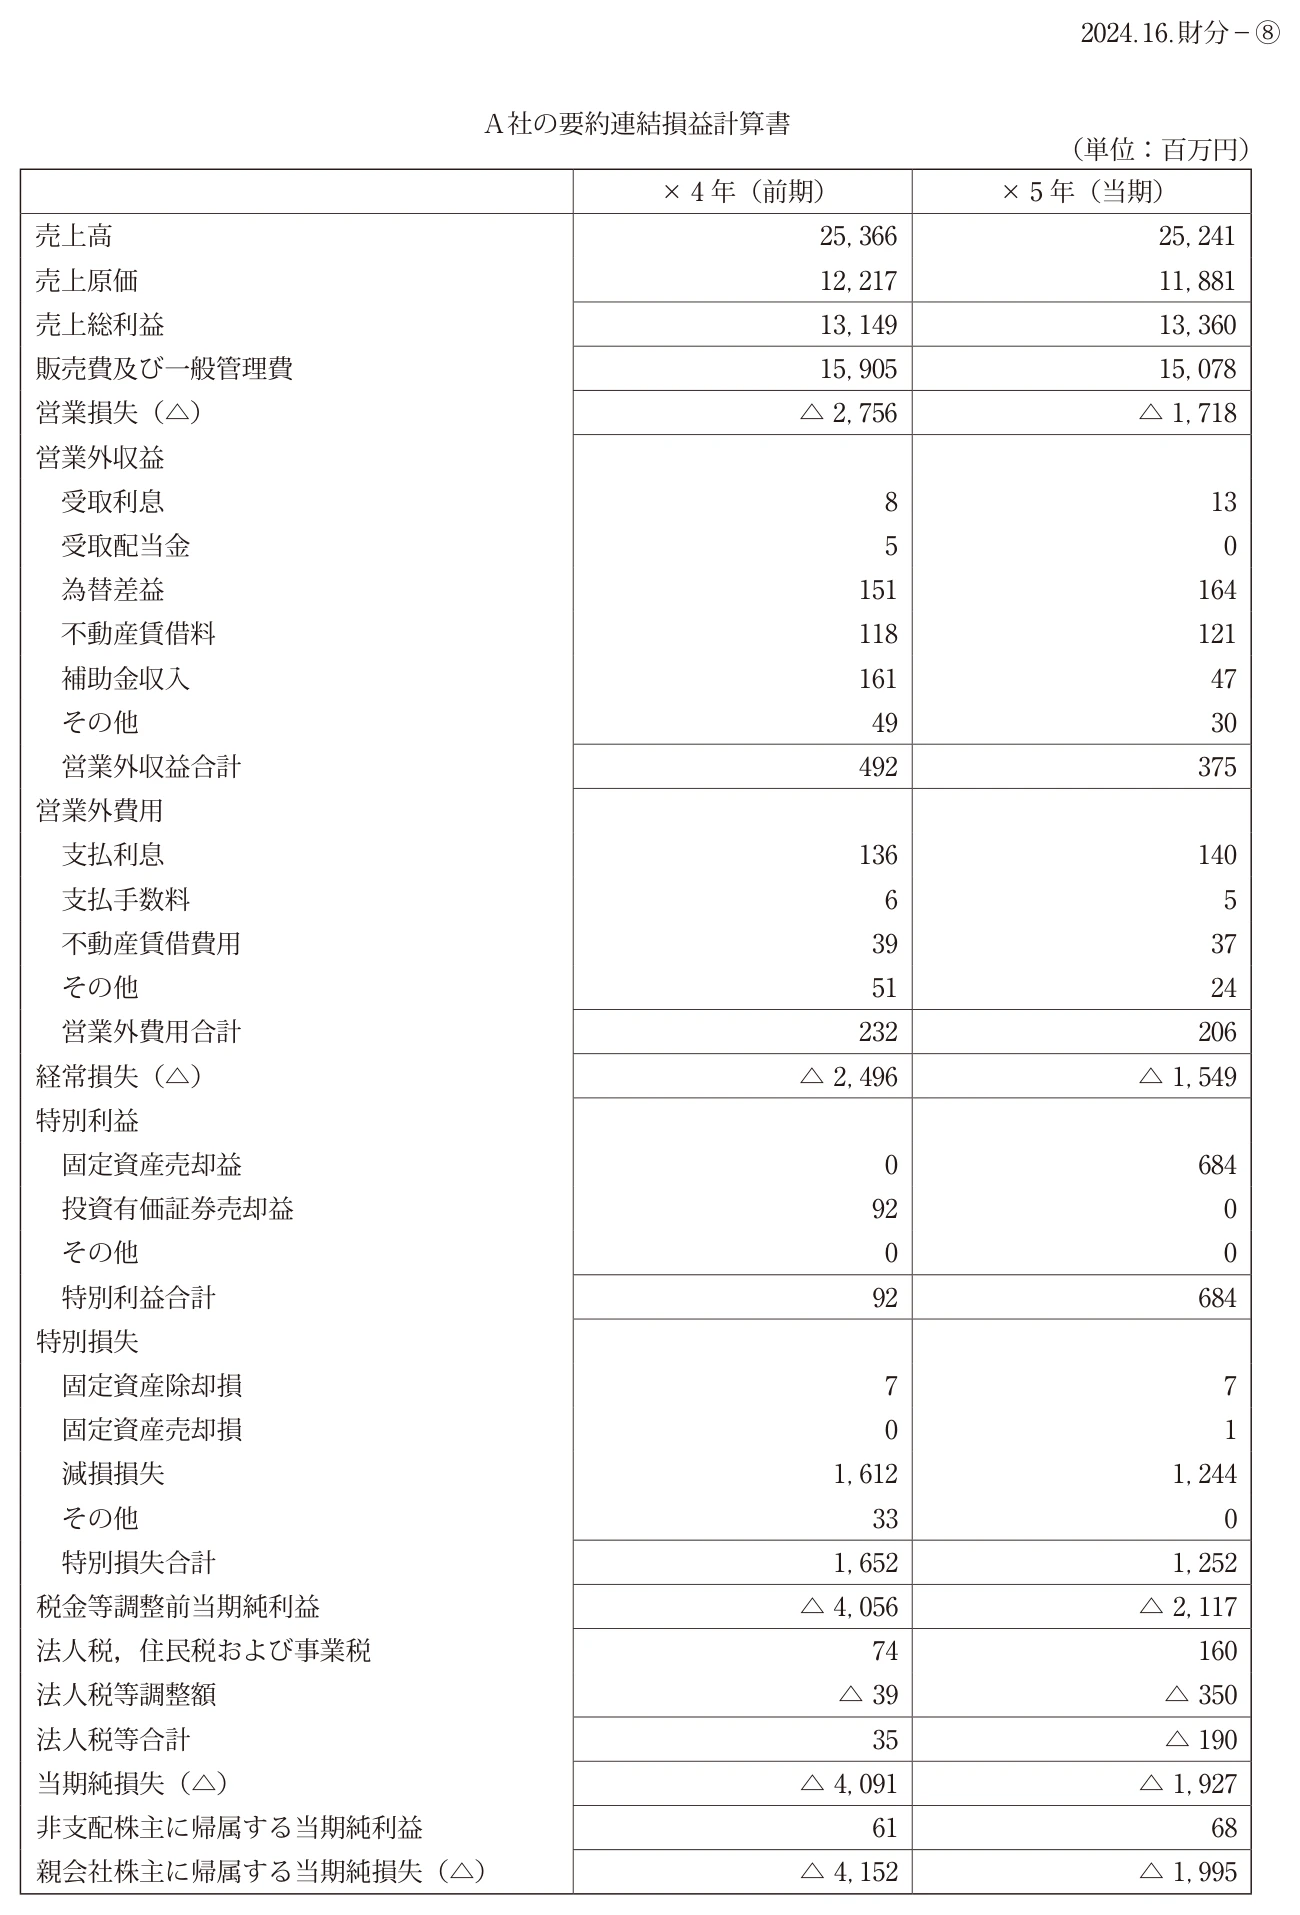 2024.16.財分－⑧
A社の要約連結損益計算書
（単位：百万円）
×4年（前期） ×5年（当期）
売上高 25,366 25,241
売上原価 12,217 11,881
売上総利益 13,149 13,360
販売費及び一般管理費 15,905 15,078
営業損失（△） △ 2,756 △ 1,718
営業外収益
受取利息 8 13
受取配当金 5 0
為替差益 151 164
不動産賃借料 118 121
補助金収入 161 47
その他 49 30
営業外収益合計 492 375
営業外費用
支払利息 136 140
支払手数料 6 5
不動産賃借費用 39 37
その他 51 24
営業外費用合計 232 206
経常損失（△） △ 2,496 △ 1,549
特別利益
固定資産売却益 0 684
投資有価証券売却益 92 0
その他 0 0
特別利益合計 92 684
特別損失
固定資産除却損 7 7
固定資産売却損 0 1
減損損失 1,612 1,244
その他 33 0
特別損失合計 1,652 1,252
税金等調整前当期純利益 △ 4,056 △ 2,117
法人税，住民税および事業税 74 160
法人税等調整額 △ 39 △ 350
法人税等合計 35 △ 190
当期純損失（△） △ 4,091 △ 1,927
非支配株主に帰属する当期純利益 61 68
親会社株主に帰属する当期純損失（△） △ 4,152 △ 1,995